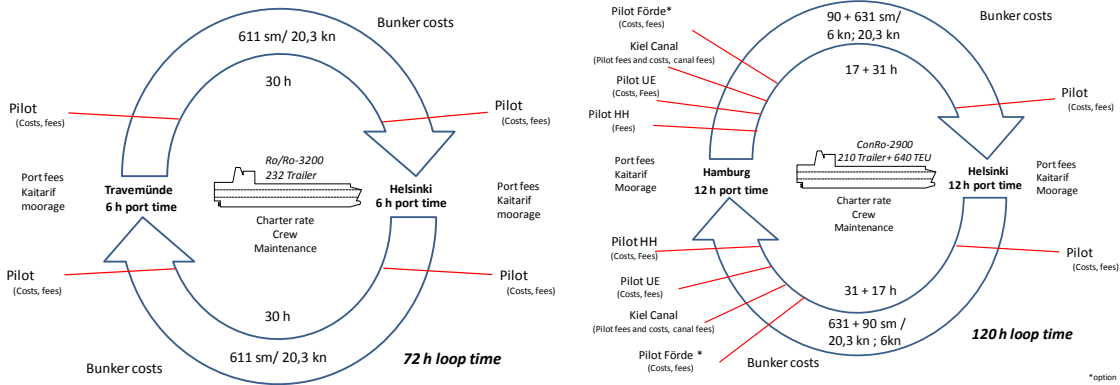 Bunker costs
611 sm/ 20,3 kn
30 h
Pilot
(Costs, fees)
Pilot
(Costs, fees)
Port fees
Kaitarif
moorage
Travemünde
6 h port time
Ro/Ro-3200
232 Trailer
Charter rate
Crew
Maintenance
Helsinki
6 h port time
Port fees
Kaitarif
moorage
Pilot
(Costs, fees)
Pilot
(Costs, fees)
30 h
611 sm/ 20,3 kn
Bunker costs
72 h loop time
Pilot Förde*
(Costs, fees)
Kiel Canal
(Pilot fees and costs, canal fees)
Pilot UE
(Costs, Fees)
Pilot HH
(Fees)
90 + 631 sm/
6 kn; 20,3 kn
Bunker costs
17 + 31 h
Pilot
(Costs, fees)
Port fees
Kaitarif
Moorage
Hamburg
12 h port time
ConRo-2900
210 Trailer+ 640 TEU
Charter rate
Crew
Maintenance
Helsinki
12 h port time
Port fees
Kaitarif
Moorage
Pilot HH
(Costs, Fees)
Pilot UE
(Costs, fees)
Kiel Canal
(Pilot fees and costs, canal fees)
Pilot Förde *
(Costs, fees)
Pilot
(Costs, fees)
31 + 17 h
631 + 90 sm /
20,3 kn ; 6kn
Bunker costs
120 h loop time
*option